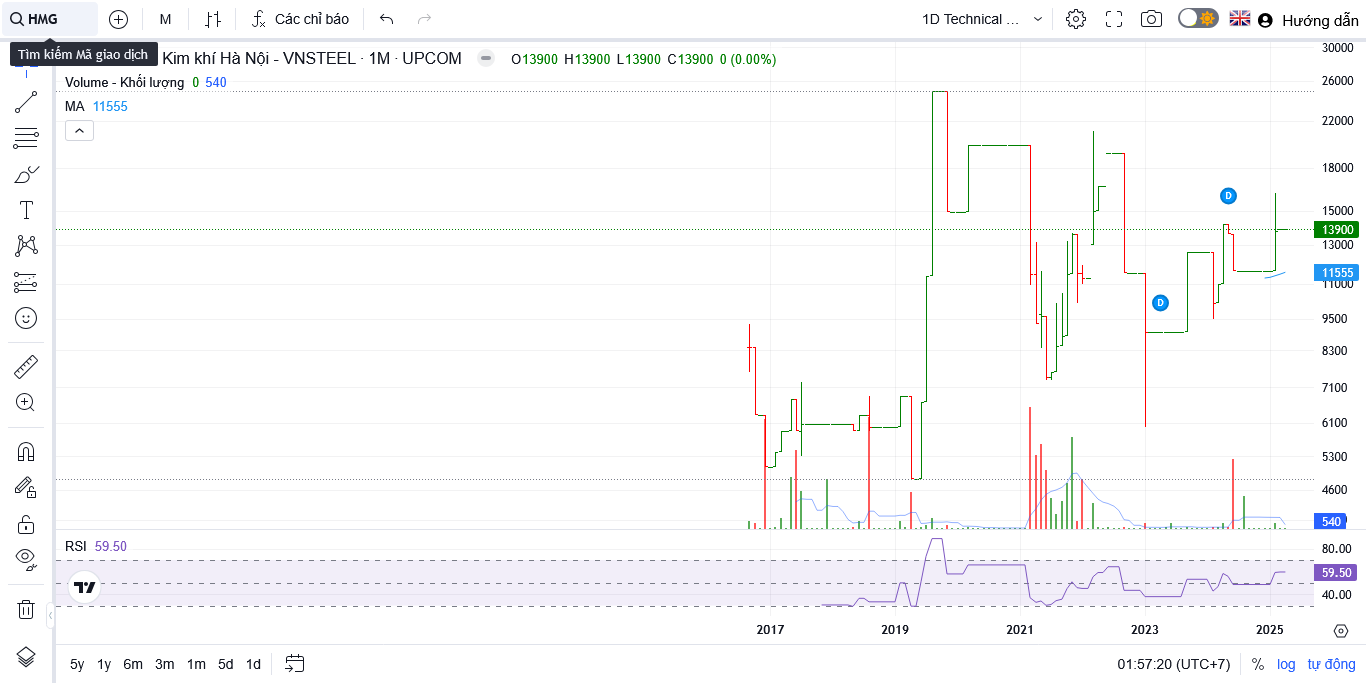 HMG
M
Các chỉ báo
1D Technical ...
Hướng dẫn
Tìm kiếm Mã giao dịch
Kim khí Hà Nội - VNSTEEL · 1M · UPCOM
O13900 H13900 L13900 C13900 0 (0.00%)
Volume - Khối lượng 0 540
MA 11555
30000
26000
22000
18000
15000
13900
13000
11555
11000
9500
8300
7100
6100
5300
4600
540
D
D
RSI 59.50
80.00
59.50
40.00
2017 2019 2021 2023 2025
5y 1y 6m 3m 1m 5d 1d
01:57:20 (UTC+7) % log tự động